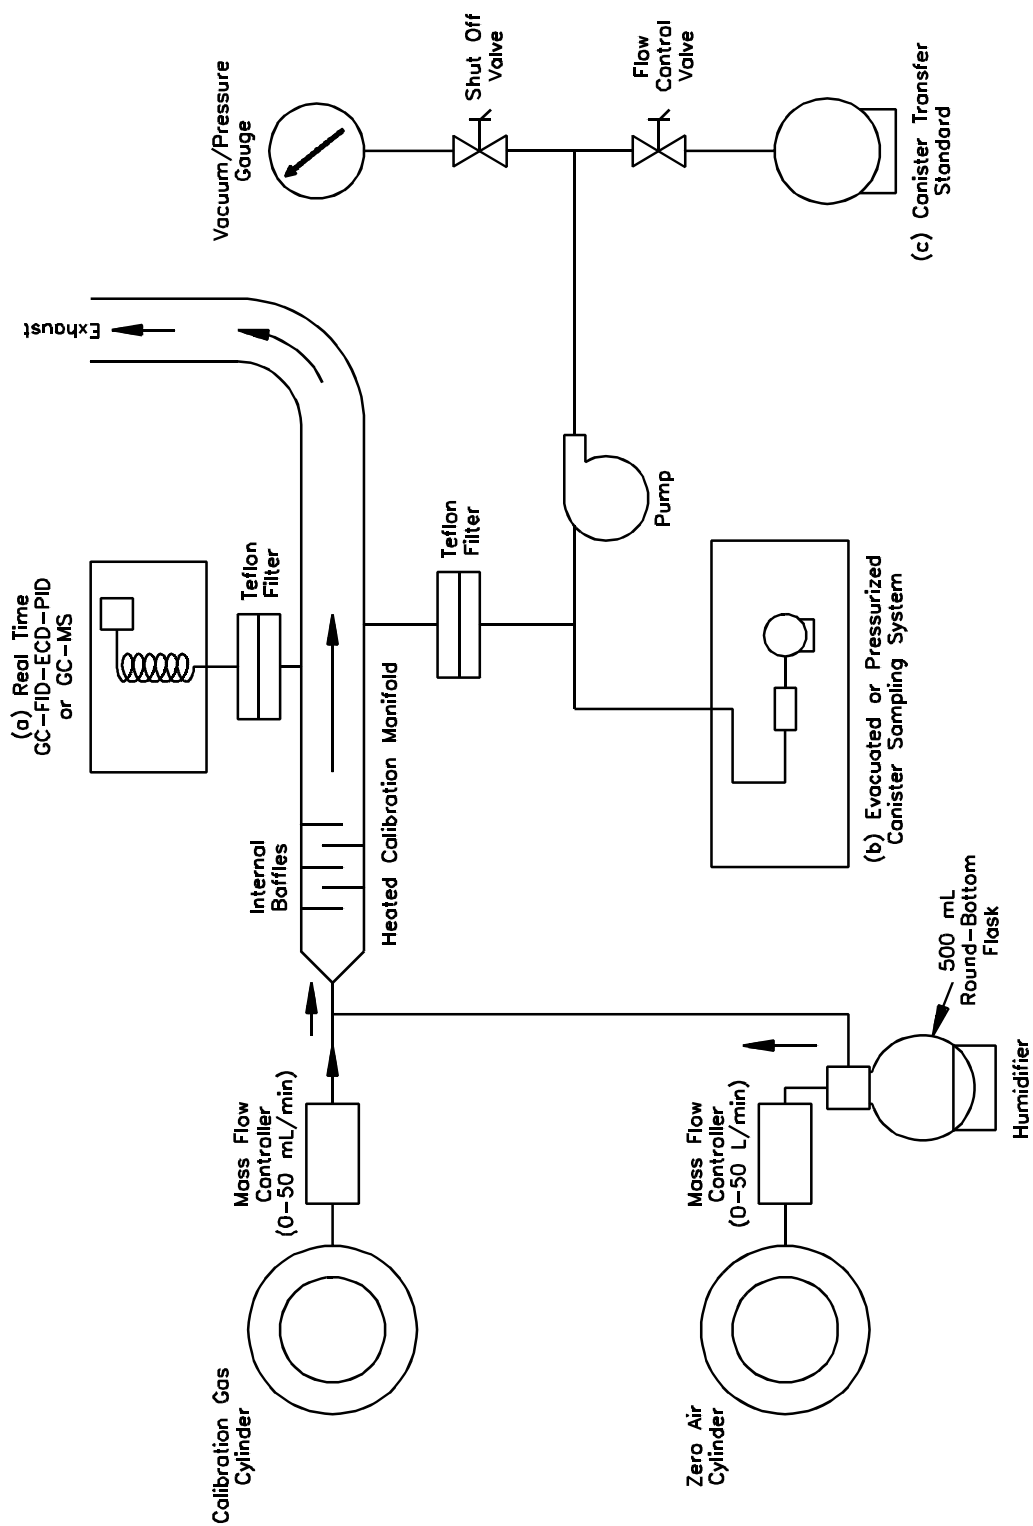 Exhaust
(a) Real Time
GC-FID-ECD-PID
or GC-MS
Teflon
Filter
Vacuum/Pressure
Gauge
Shut Off
Valve
Flow
Control
Valve
(c) Canister Transfer
Standard
Internal
Baffles
Heated Calibration Manifold
Teflon
Filter
Pump
(b) Evacuated or Pressurized
Canister Sampling System
Calibration Gas
Cylinder
Mass Flow
Controller
(0-50 mL/min)
Zero Air
Cylinder
Mass Flow
Controller
(0-50 L/min)
500 mL
Round-Bottom
Flask
Humidifier